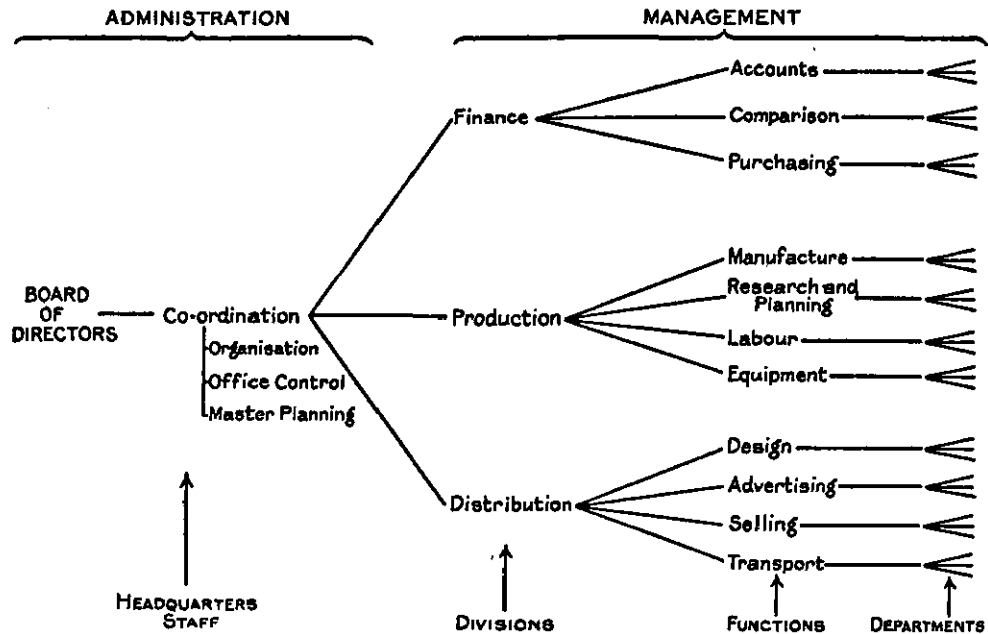 ADMINISTRATION
MANAGEMENT
Accounts
Finance
Comparison
Purchasing
Manufacture
Research and
Planning
BOARD
OF
DIRECTORS
Co-ordination
Production
Organisation
Labour
Office Control
Equipment
Master Planning
Design
Advertising
Distribution
Selling
Transport
HEADQUARTERS
STAFF
DIVISIONS
FUNCTIONS
DEPARTMENTS